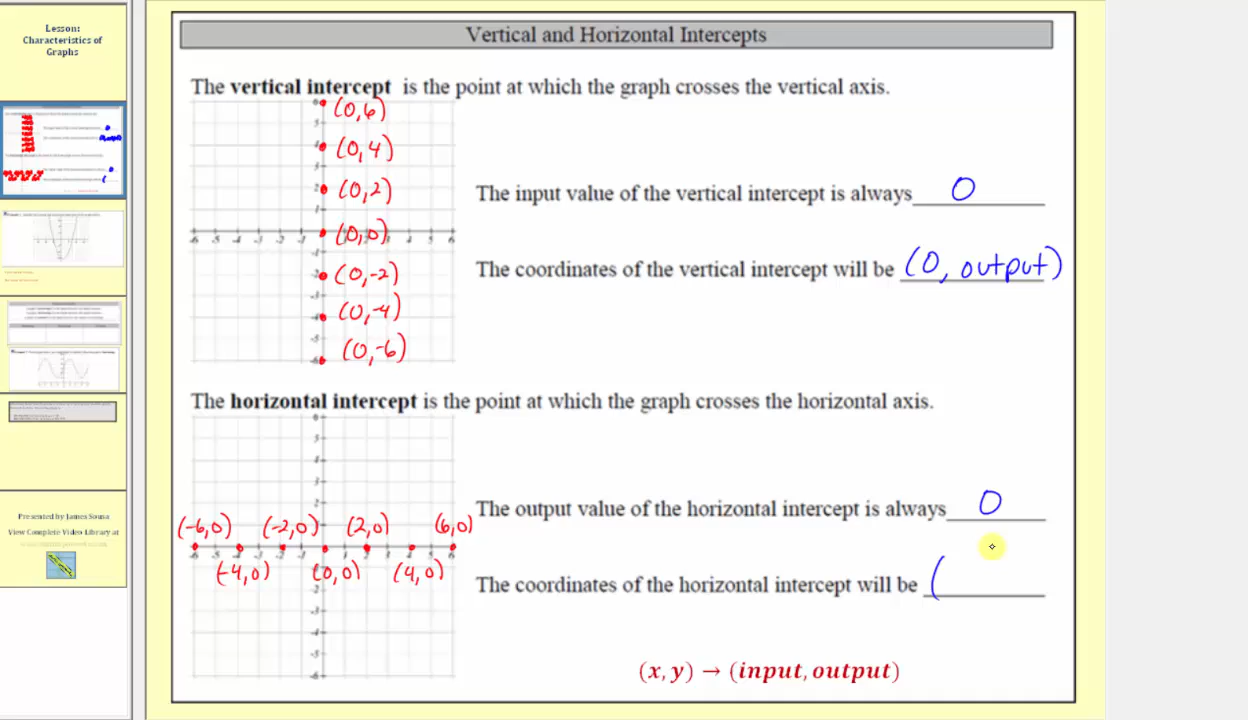 Lesson:
Characteristics of
Graphs
Presented by James Sousa
View Complete Video Library at
Vertical and Horizontal Intercepts
The vertical intercept is the point at which the graph crosses the vertical axis.
(0,6)
(0,4)
(0,2)
(0,0)
(0,-2)
(0,-4)
(0,-6)
The input value of the vertical intercept is always 0
The coordinates of the vertical intercept will be (0, output)
The horizontal intercept is the point at which the graph crosses the horizontal axis.
(-6,0) (-2,0) (2,0) (6,0)
(-4,0) (0,0) (4,0)
The output value of the horizontal intercept is always 0
The coordinates of the horizontal intercept will be (
(x, y) → (input, output)